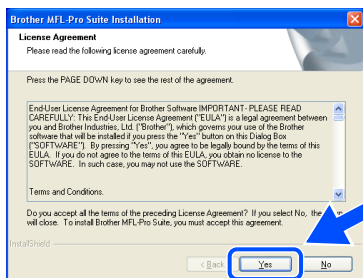 Brother MFL-Pro Suite Installation
License Agreement
Please read the following license agreement carefully.
Press the PAGE DOWN key to see the rest of the agreement.
End-User License Agreement for Brother Software IMPORTANT- PLEASE READ
CAREFULLY: This End-User License Agreement ("EULA") is a legal agreement between
you and Brother Industries, Ltd. ("Brother"), which governs your use of the Brother
software that will be installed if you press the "Yes" button on this Dialog Box
("SOFTWARE"). By pressing "Yes", you agree to be legally bound by the terms of this
EULA. If you do not agree to the terms of this EULA, you obtain no license to the
SOFTWARE. In such case, you may not use the SOFTWARE.
Terms and Conditions.
Do you accept all the terms of the preceding License Agreement? If you select No, the
will close. To install Brother MFL-Pro Suite, you must accept this agreement.
InstallShield
< Back
Yes
No